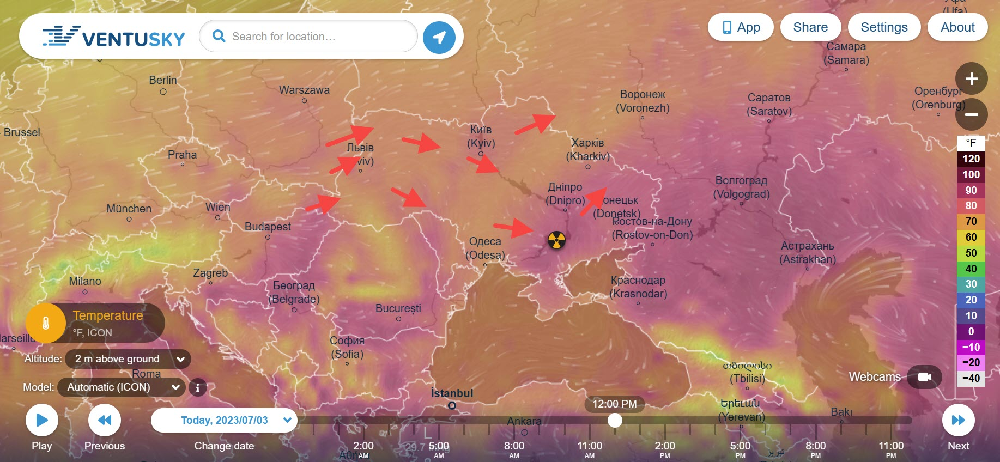 VENTUSKY
Search for location…
App
Share
Settings
About
(Ufa)
Самара
(Samara)
Berlin
Warszawa
Воронеж
(Voronezh)
Саратов
(Saratov)
Оренбург
(Orenburg)
Brussel
Київ
(Kyiv)
Львів
Praha
Харків
(Kharkiv)
Дніпро
(Dnipro)
(Donetsk)
Волгоград
(Volgograd)
München
Wien
Budapest
Ростов-на-Дону
(Rostov-on-Don)
Одеса
(Odesa)
Астрахань
(Astrakhan)
Zagreb
Milano
Београд
(Belgrade)
Краснодар
(Krasnodar)
București
°F
120
100
90
80
70
60
50
40
30
20
10
0
−10
−20
−40
Temperature
°F, ICON
София
(Sofia)
Altitude: 2 m above ground
Roma
Model: Automatic (ICON)
i
თბილისი
(Tbilisi)
Webcams
İstanbul
Երևան
(Yerevan)
Bakı
Ankara
12:00 PM
Today, 2023/07/03
Play
Previous
Change date
2:00 AM
5:00 AM
8:00 AM
11:00 AM
2:00 PM
5:00 PM
8:00 PM
11:00 PM
Next
L